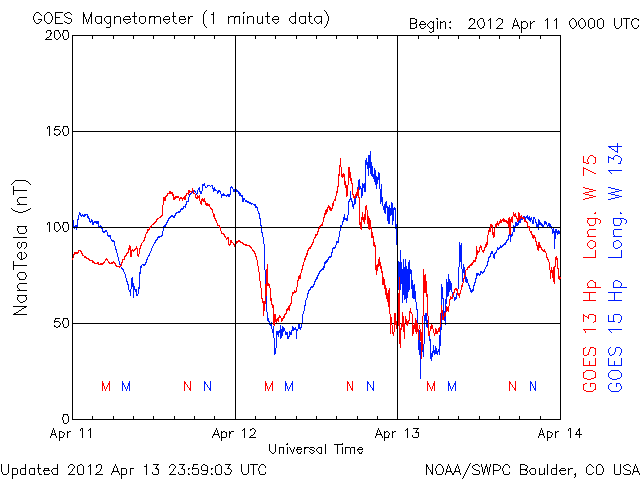 GOES Magnetometer (1 minute data)
Begin: 2012 Apr 11 0000 UTC
200
150
100
50
0
NanoTesla (nT)
M M N N M M N N M M N N
Apr 11 Apr 12 Apr 13 Apr 14
Universal Time
GOES 13 Hp Long. W 75
GOES 15 Hp Long. W 134
Updated 2012 Apr 13 23:59:03 UTC
NOAA/SWPC Boulder, CO USA